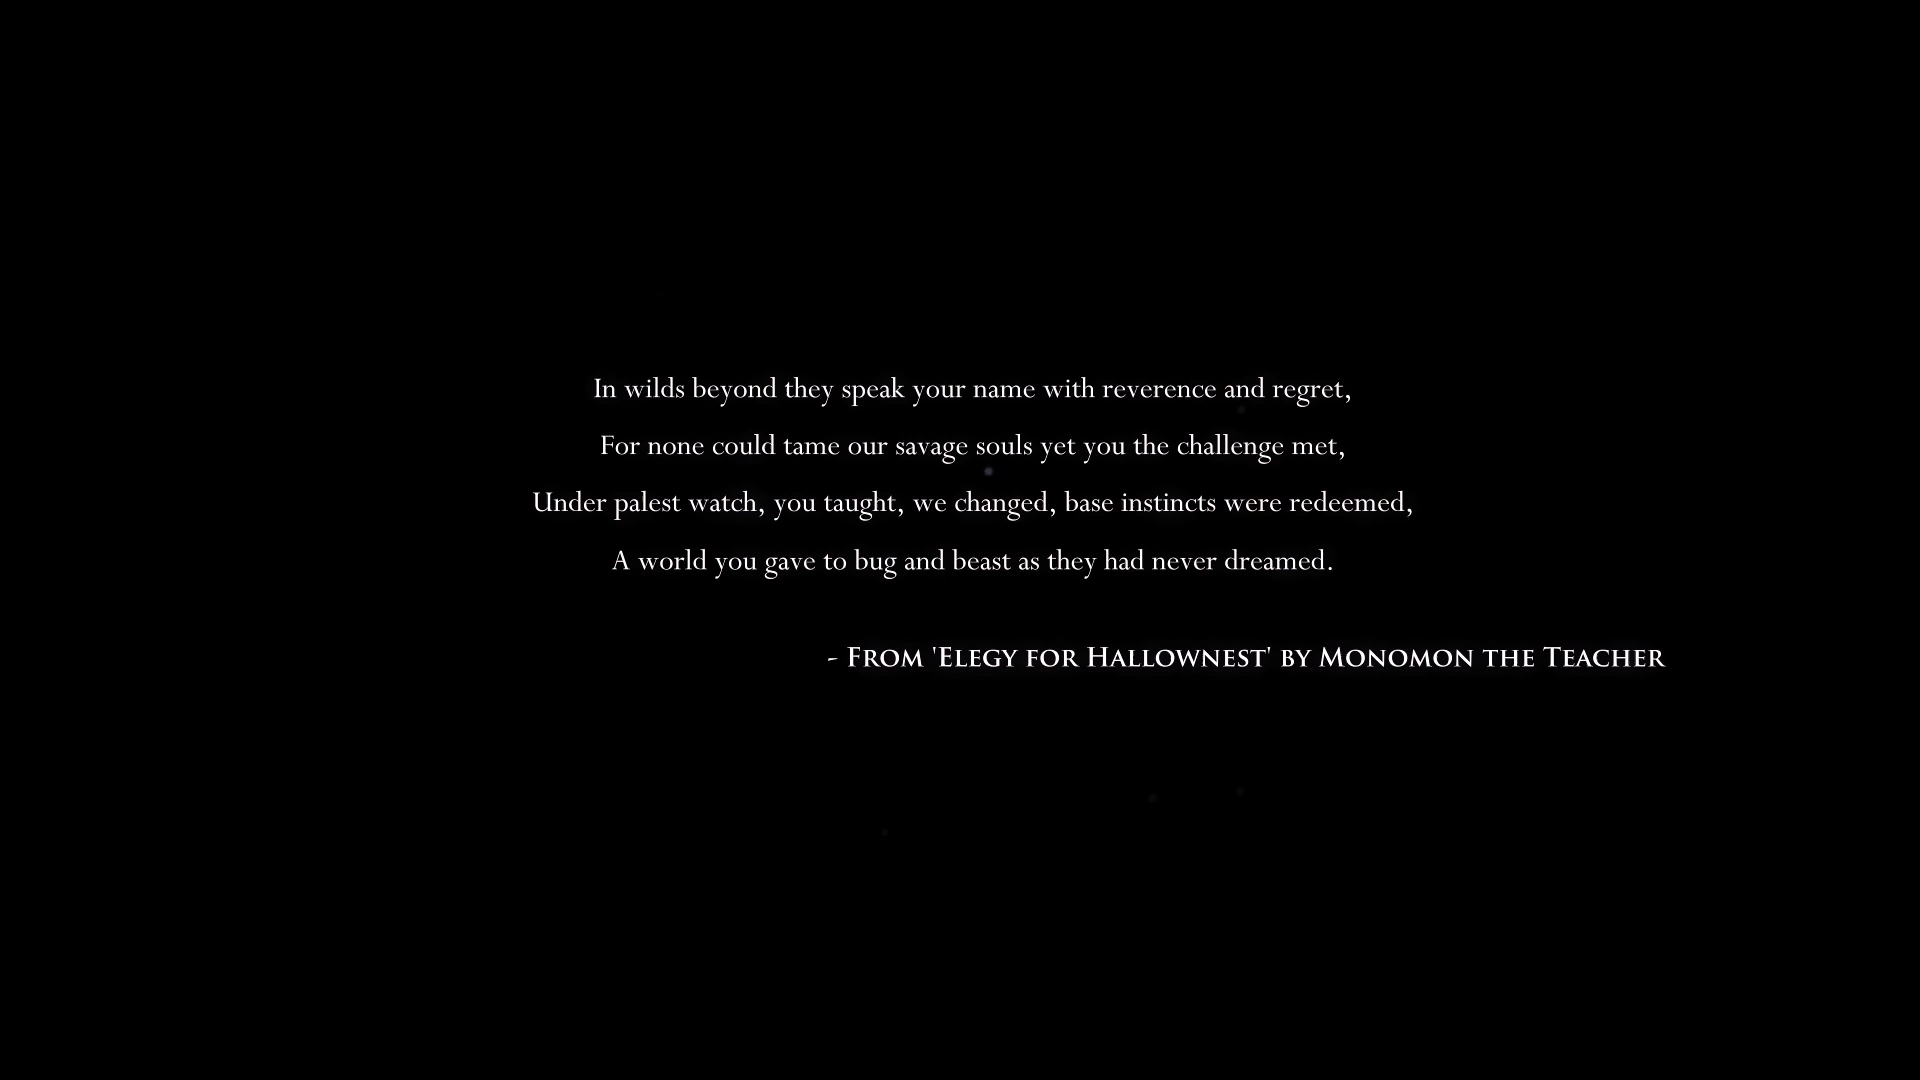 In wilds beyond they speak your name with reverence and regret,
For none could tame our savage souls yet you the challenge met,
Under palest watch, you taught, we changed, base instincts were redeemed,
A world you gave to bug and beast as they had never dreamed.
- From 'Elegy for Hallownest' by Monomon the Teacher